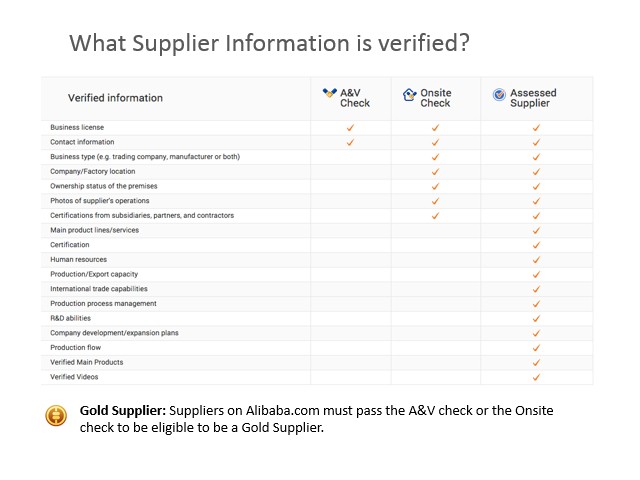 What Supplier Information is verified?
Verified information
A&V Check
Onsite Check
Assessed Supplier
Business license
Contact information
Business type (e.g. trading company, manufacturer or both)
Company/Factory location
Ownership status of the premises
Photos of supplier's operations
Certifications from subsidiaries, partners, and contractors
Main product lines/services
Certification
Human resources
Production/Export capacity
International trade capabilities
Production process management
R&D abilities
Company development/expansion plans
Production flow
Verified Main Products
Verified Videos
Gold Supplier: Suppliers on Alibaba.com must pass the A&V check or the Onsite
check to be eligible to be a Gold Supplier.